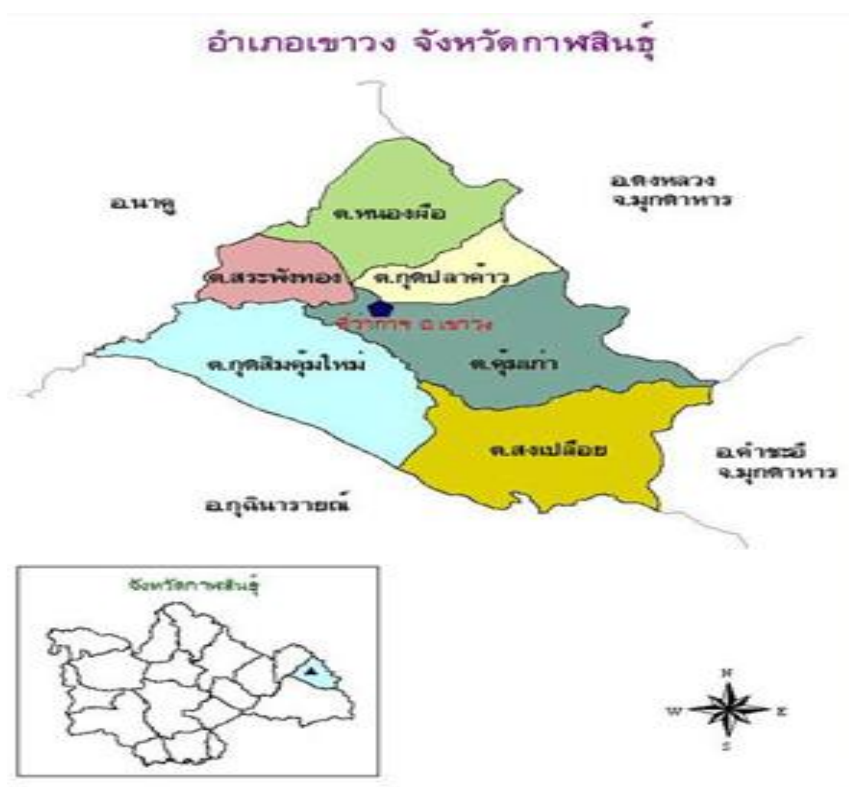 อำเภอเขาวง จังหวัดกาฬสินธุ์
อ.นาคู
อ.ดงหลวง
จ.มุกดาหาร
ต.หนองผือ
ต.สระพังทอง
ต.กุดปลาค้าว
ที่ว่าการ อ.เขาวง
ต.กุดสิมคุ้มใหม่
ต.คุ้มเก่า
ต.สงเปลือย
อ.คำชะอี
จ.มุกดาหาร
อ.กุฉินารายณ์
จังหวัดกาฬสินธุ์
N
W E
S